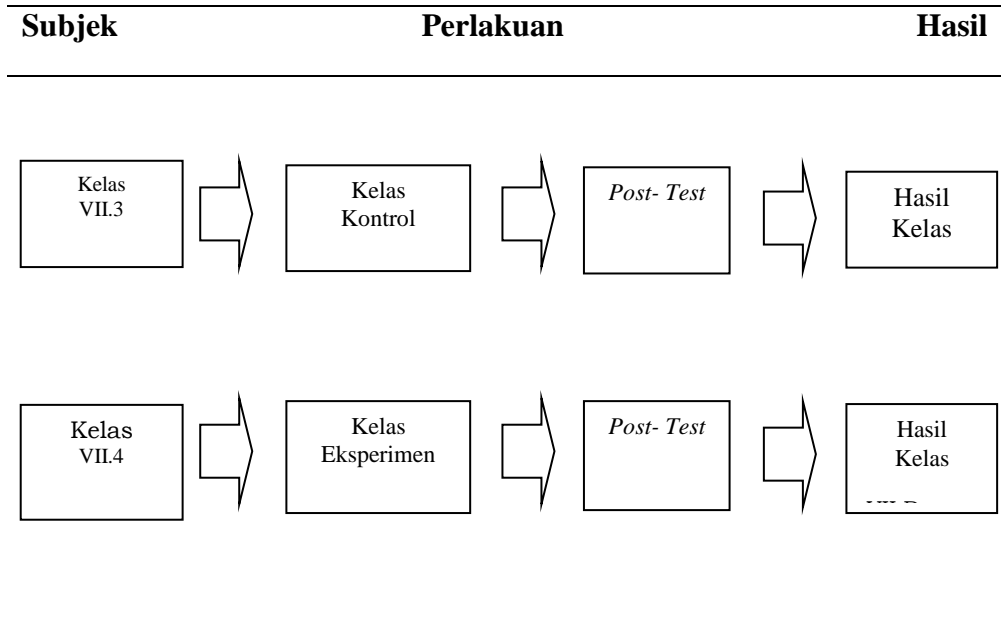 Subjek Perlakuan Hasil
Kelas
VII.3
Kelas
Kontrol
Post- Test
Hasil
Kelas
Kelas
VII.4
Kelas
Eksperimen
Post- Test
Hasil
Kelas